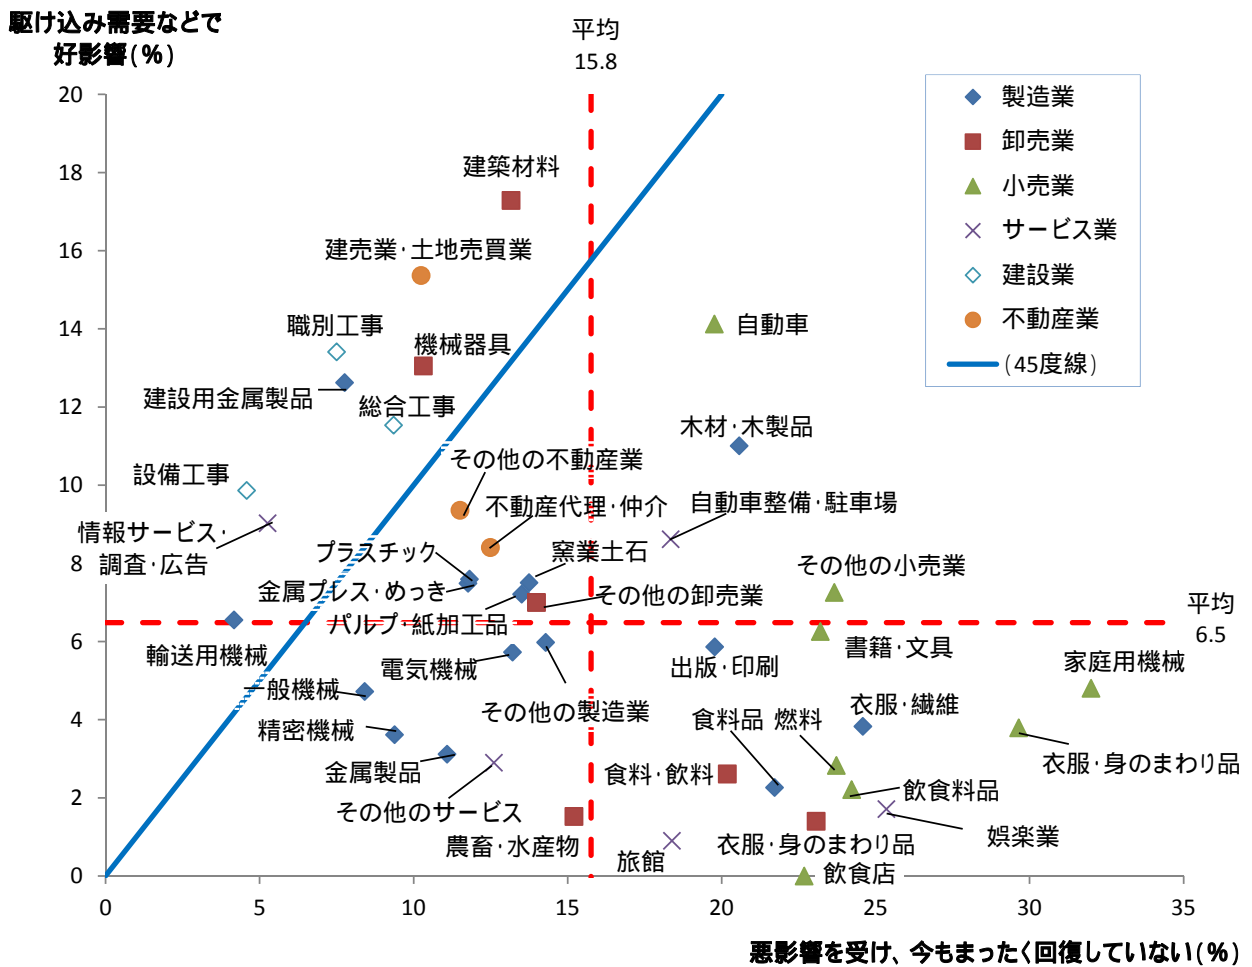 駆け込み需要などで
好影響(%)
平均
15.8
製造業
卸売業
小売業
サービス業
建設業
不動産業
(45度線)
20
18
16
14
12
10
8
6
4
2
0
建築材料
建売業·土地売買業
職別工事
機械器具
自動車
建設用金属製品
総合工事
木材·木製品
その他の不動産業
設備工事
不動産代理·仲介
自動車整備·駐車場
情報サービス·
調査·広告
プラスチック
窯業土石
その他の小売業
金属プレス·めっき
その他の卸売業
パルプ·紙加工品
平均
6.5
輸送用機械
電気機械
出版·印刷
書籍·文具
家庭用機械
一般機械
その他の製造業
食料品
燃料
衣服·繊維
精密機械
金属製品
食料·飲料
衣服·身のまわり品
飲食料品
その他のサービス
農畜·水産物
旅館
衣服·身のまわり品
娯楽業
飲食店
0
5
10
15
20
25
30
35
悪影響を受け、今もまったく回復していない(%)